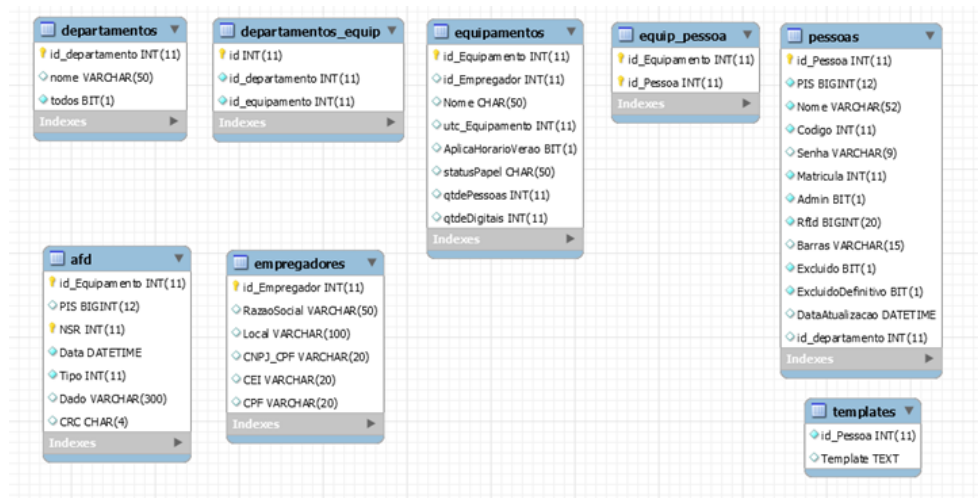 departamentos
id_departamento INT(11)
nome VARCHAR(50)
todos BIT(1)
Indexes
departamentos_equip
id INT(11)
id_departamento INT(11)
id_equipamento INT(11)
Indexes
equipamentos
id_Equipamento INT(11)
id_Empregador INT(11)
Nome CHAR(50)
utc_Equipamento INT(11)
AplicaHorarioVerao BIT(1)
statusPapel CHAR(50)
qtdePessoas INT(11)
qtdeDigitais INT(11)
Indexes
equip_pessoa
id_Equipamento INT(11)
id_Pessoa INT(11)
Indexes
pessoas
id_Pessoa INT(11)
PIS BIGINT(12)
Nome VARCHAR(52)
Codigo INT(11)
Senha VARCHAR(9)
Matricula INT(11)
Admin BIT(1)
RfId BIGINT(20)
Barras VARCHAR(15)
Excluido BIT(1)
ExcluidoDefinitivo BIT(1)
DataAtualizacao DATETIME
id_departamento INT(11)
Indexes
afd
id_Equipamento INT(11)
PIS BIGINT(12)
NSR INT(11)
Data DATETIME
Tipo INT(11)
Dado VARCHAR(300)
CRC CHAR(4)
Indexes
empregadores
id_Empregador INT(11)
RazaoSocial VARCHAR(50)
Local VARCHAR(100)
CNPJ_CPF VARCHAR(20)
CEI VARCHAR(20)
CPF VARCHAR(20)
Indexes
templates
id_Pessoa INT(11)
Template TEXT